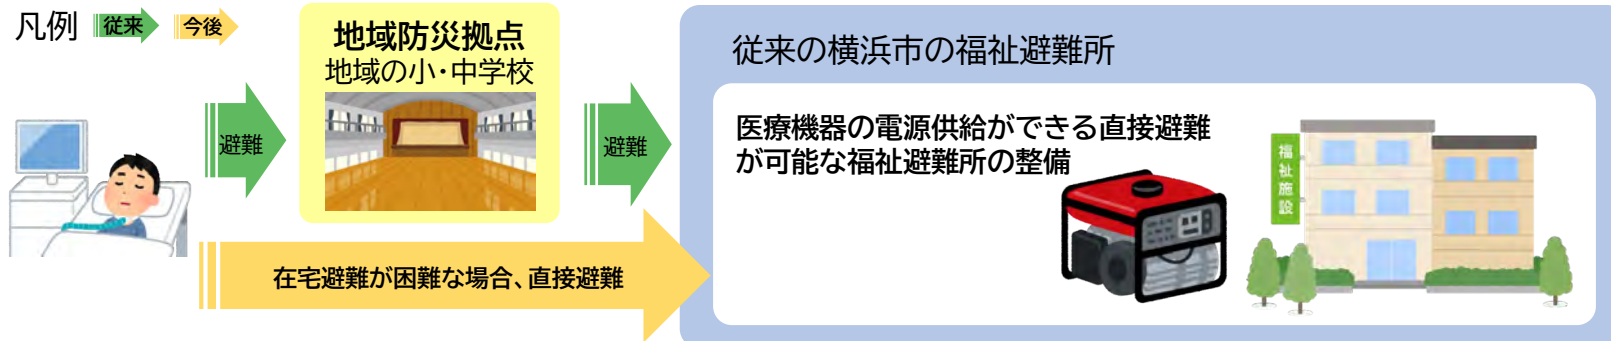 凡例
従来
今後
地域防災拠点
地域の小・中学校
避難
避難
在宅避難が困難な場合、直接避難
従来の横浜市の福祉避難所
医療機器の電源供給ができる直接避難
が可能な福祉避難所の整備
福祉施設